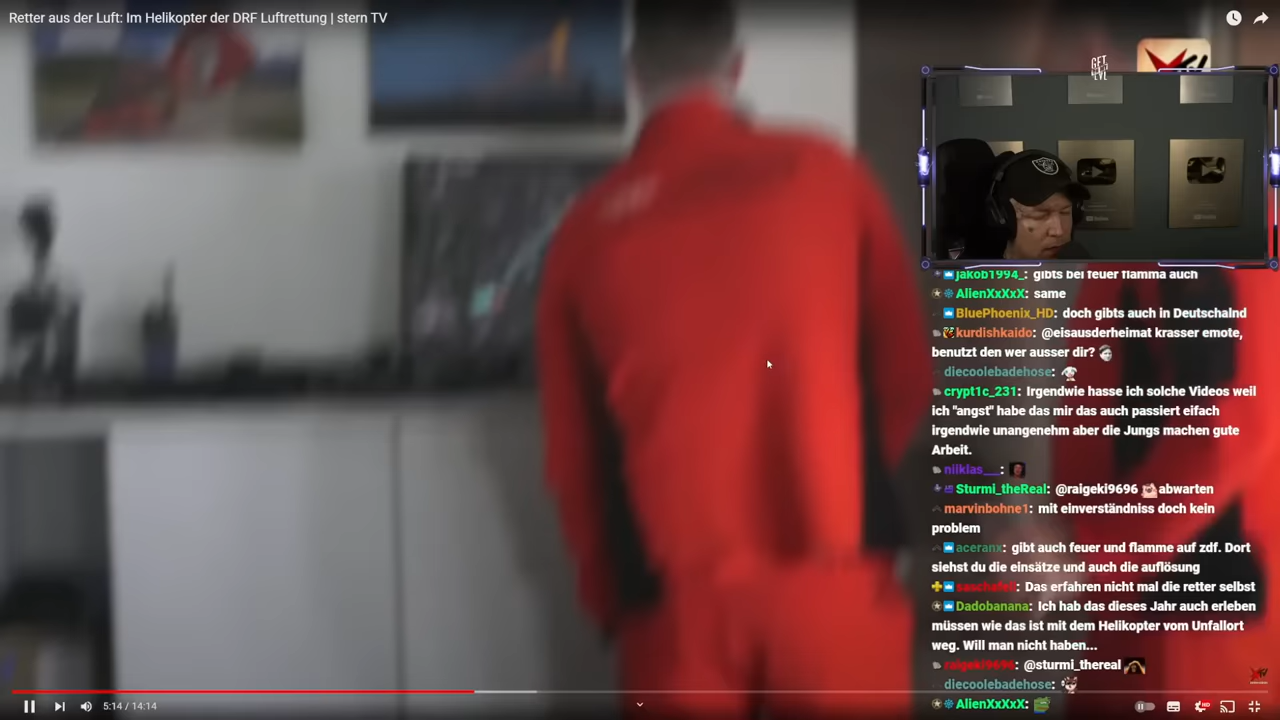 Retter aus der Luft: Im Helikopter der DRF Luftrettung | stern TV
GET
jakob1994_: gibts bei feuer flamma auch
AlienXxXxX: same
BluePhoenix_HD: doch gibts auch in Deutschalnd
kurdishkaido: @eisausderheimat krasser emote,
benutzt den wer ausser dir?
diecoolebadehose:
crypt1c_231: Irgendwie hasse ich solche Videos weil
ich "angst" habe das mir das auch passiert eifach
irgendwie unangenehm aber die Jungs machen gute
Arbeit.
niiklas___:
Sturmi_theReal: @raigeki9696 abwarten
marvinbohne1: mit einverständniss doch kein
problem
aceranx: gibt auch feuer und flamme auf zdf. Dort
siehst du die einsätze und auch die auflösung
Das erfahren nicht mal die retter selbst
Dadobanana: Ich hab das dieses Jahr auch erleben
müssen wie das ist mit dem Helikopter vom Unfallort
weg. Will man nicht haben...
raigeki9696: @sturmi_thereal
diecoolebadehose:
AlienXxXxX:
5:14 / 14:14
HD